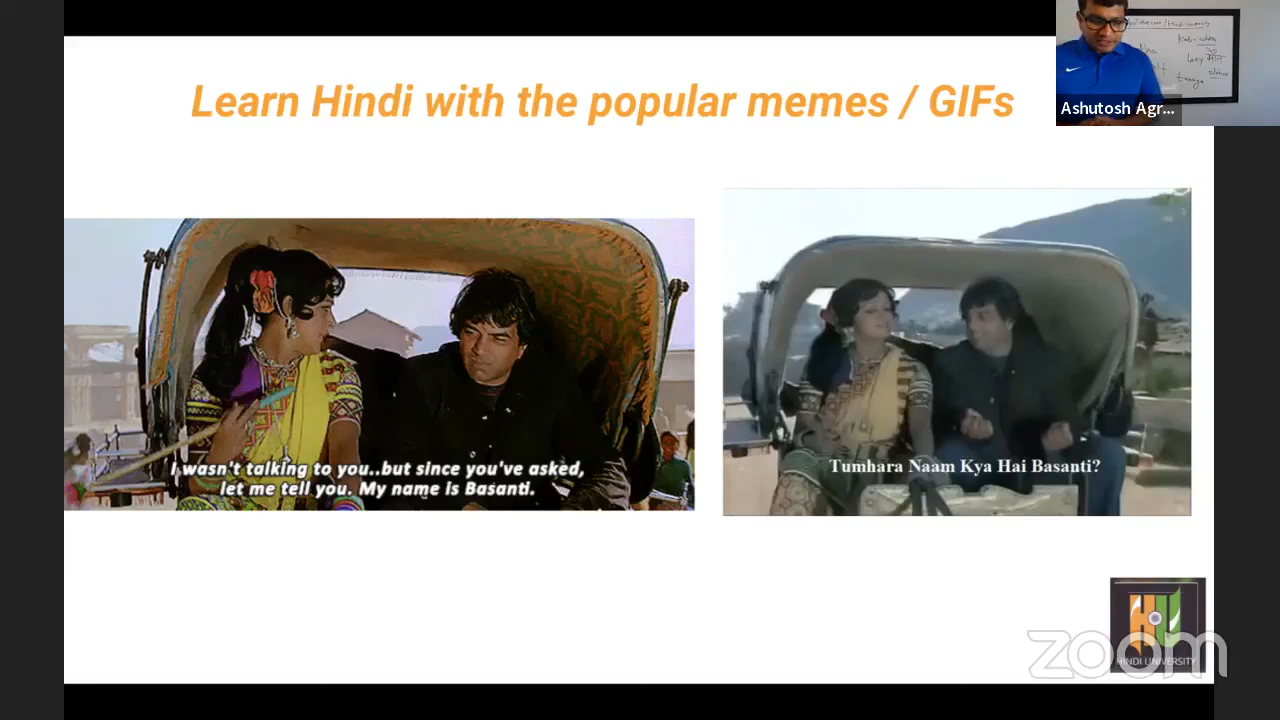 Learn Hindi with the popular memes / GIFs
Ashutosh Agr...
I wasn't talking to you..but since you've asked,
let me tell you. My name is Basanti.
Tumhara Naam Kya Hai Basanti?
HU
HINDI UNIVERSITY
zoom